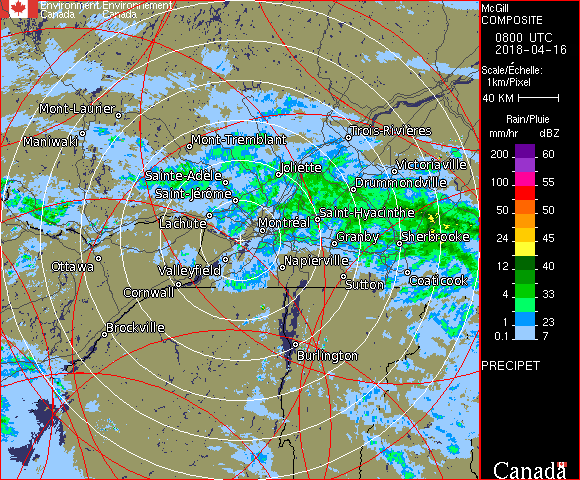 Environment Environnement
Canada Canada
McGill
COMPOSITE
0800 UTC
2018-04-16
Scale/Échelle:
1km/Pixel
40 KM
Rain/Pluie
mm/hr dBZ
200 60
100 55
50 50
24 45
12 40
4 33
1 23
0.1 7
PRECIPET
Canada
Mont-Laurier
Maniwaki
Mont-Tremblant
Trois-Rivières
Sainte-Adèle
Joliette
Victoriaville
Saint-Jérôme
Drummondville
Lachute
Montréal
Saint-Hyacinthe
Granby
Sherbrooke
Ottawa
Valleyfield
Napierville
Cornwall
Sutton
Coaticook
Brockville
Burlington